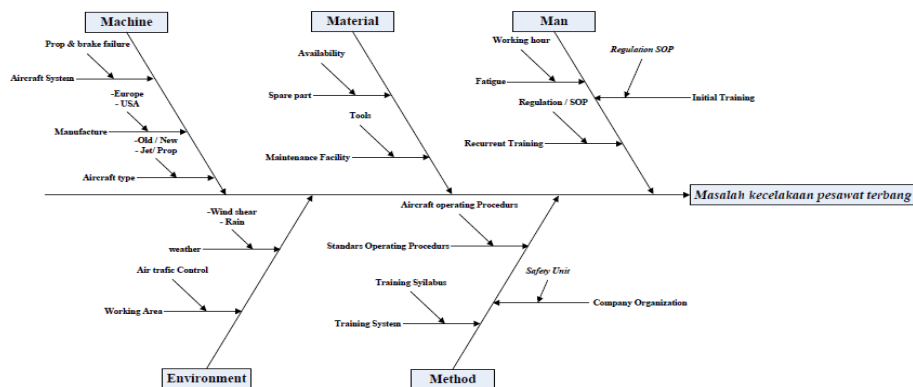 Machine
Material
Man
Prop & brake failure
Aircraft System
-Europe
- USA
Manufacture
-Old / New
- Jet/ Prop
Aircraft type
Availability
Spare part
Tools
Maintenance Facility
Working hour
Fatigue
Regulation SOP
Initial Training
Regulation / SOP
Recurrent Training
Masalah kecelakaan pesawat terbang
-Wind shear
- Rain
weather
Air trafic Control
Working Area
Aircraft operating Procedurs
Standars Operating Procedurs
Training Syilabus
Training System
Safety Unit
Company Organization
Environment
Method